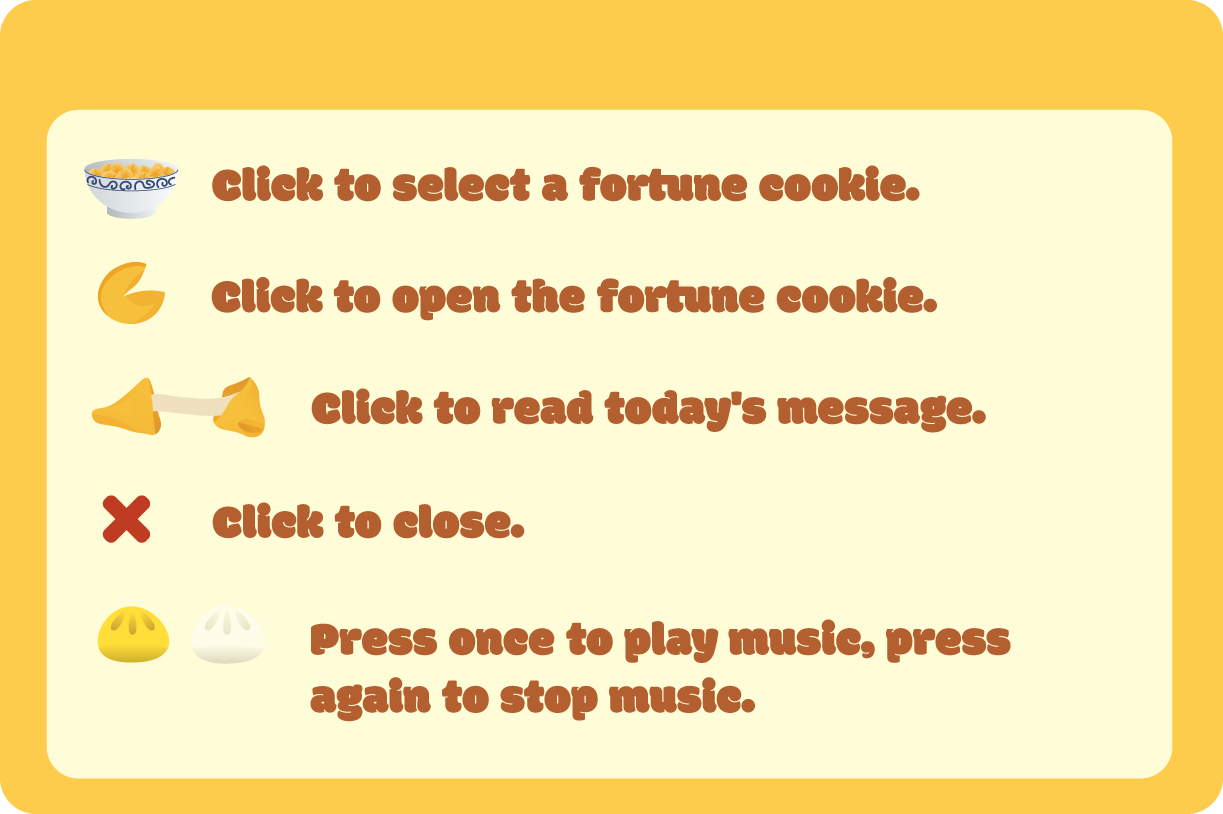 Click to select a fortune cookie.
Click to open the fortune cookie.
Click to read today's message.
Click to close.
Press once to play music, press
again to stop music.